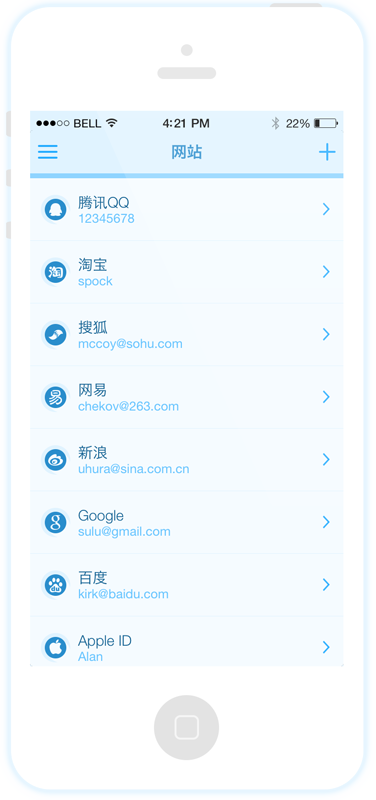 BELL 4:21 PM 22%
网站
腾讯QQ
12345678
淘宝
spock
搜狐
mccoy@sohu.com
网易
chekov@263.com
新浪
uhura@sina.com.cn
Google
sulu@gmail.com
百度
kirk@baidu.com
Apple ID
Alan